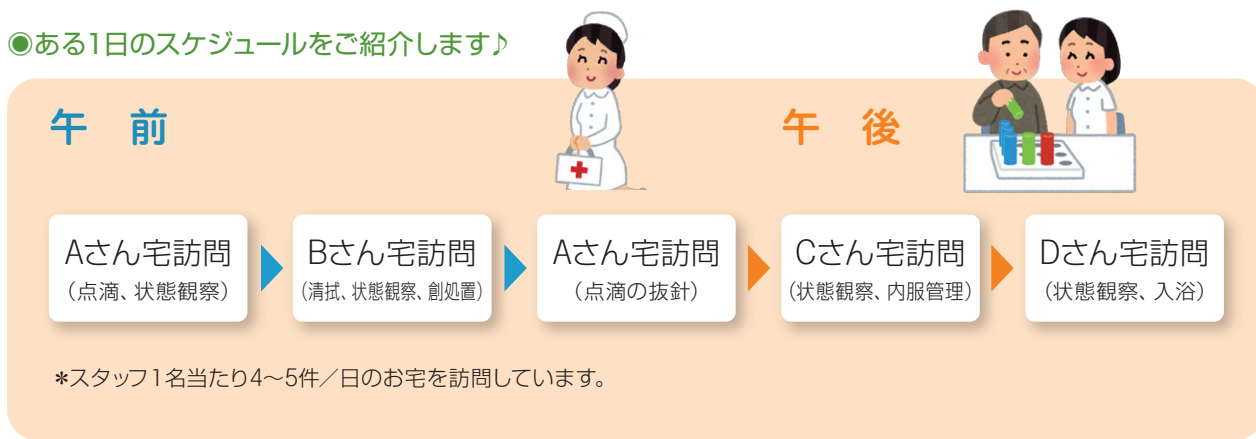 ◉ある1日のスケジュールをご紹介します♪
午 前
午 後
Aさん宅訪問
（点滴、状態観察）
Bさん宅訪問
（清拭、状態観察、創処置）
Aさん宅訪問
（点滴の抜針）
Cさん宅訪問
（状態観察、内服管理）
Dさん宅訪問
（状態観察、入浴）
*スタッフ1名当たり4～5件／日のお宅を訪問しています。